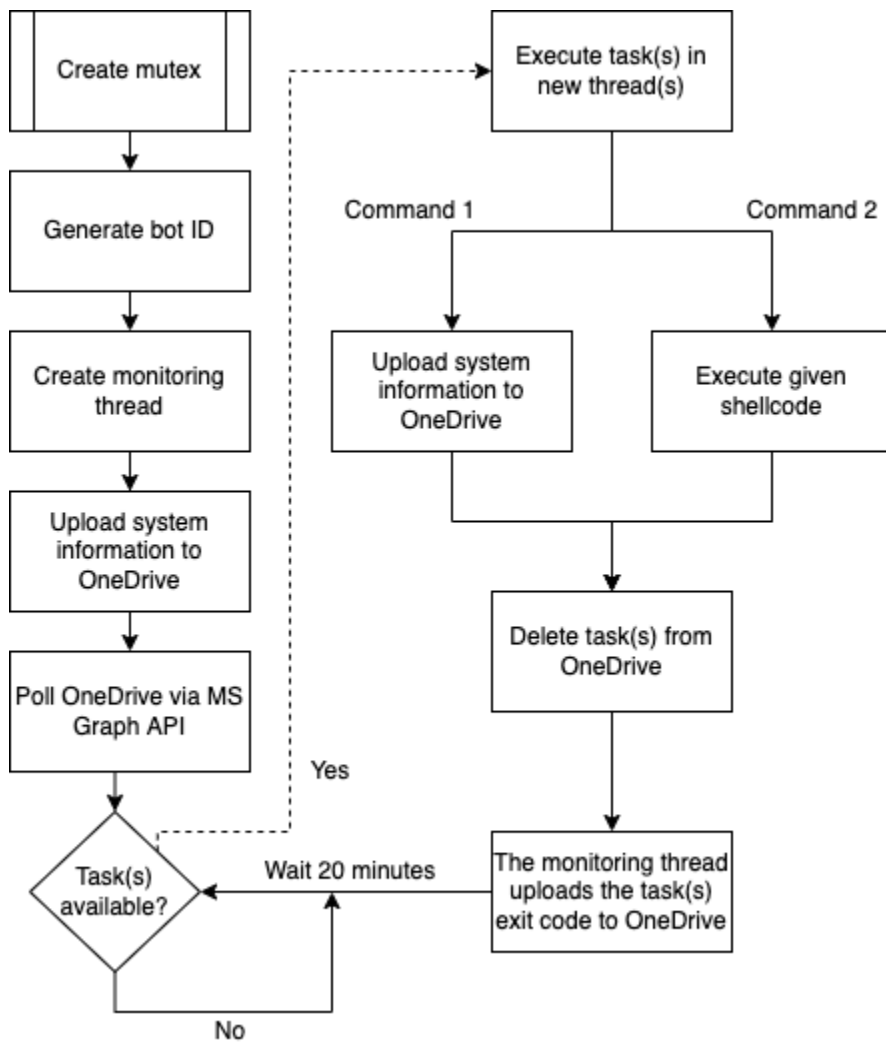 Create mutex
Generate bot ID
Create monitoring
thread
Upload system
information to
OneDrive
Poll OneDrive via MS
Graph API
Task(s)
available?
Yes
No
Wait 20 minutes
Execute task(s) in
new thread(s)
Command 1
Command 2
Upload system
information to
OneDrive
Execute given
shellcode
Delete task(s) from
OneDrive
The monitoring thread
uploads the task(s)
exit code to OneDrive